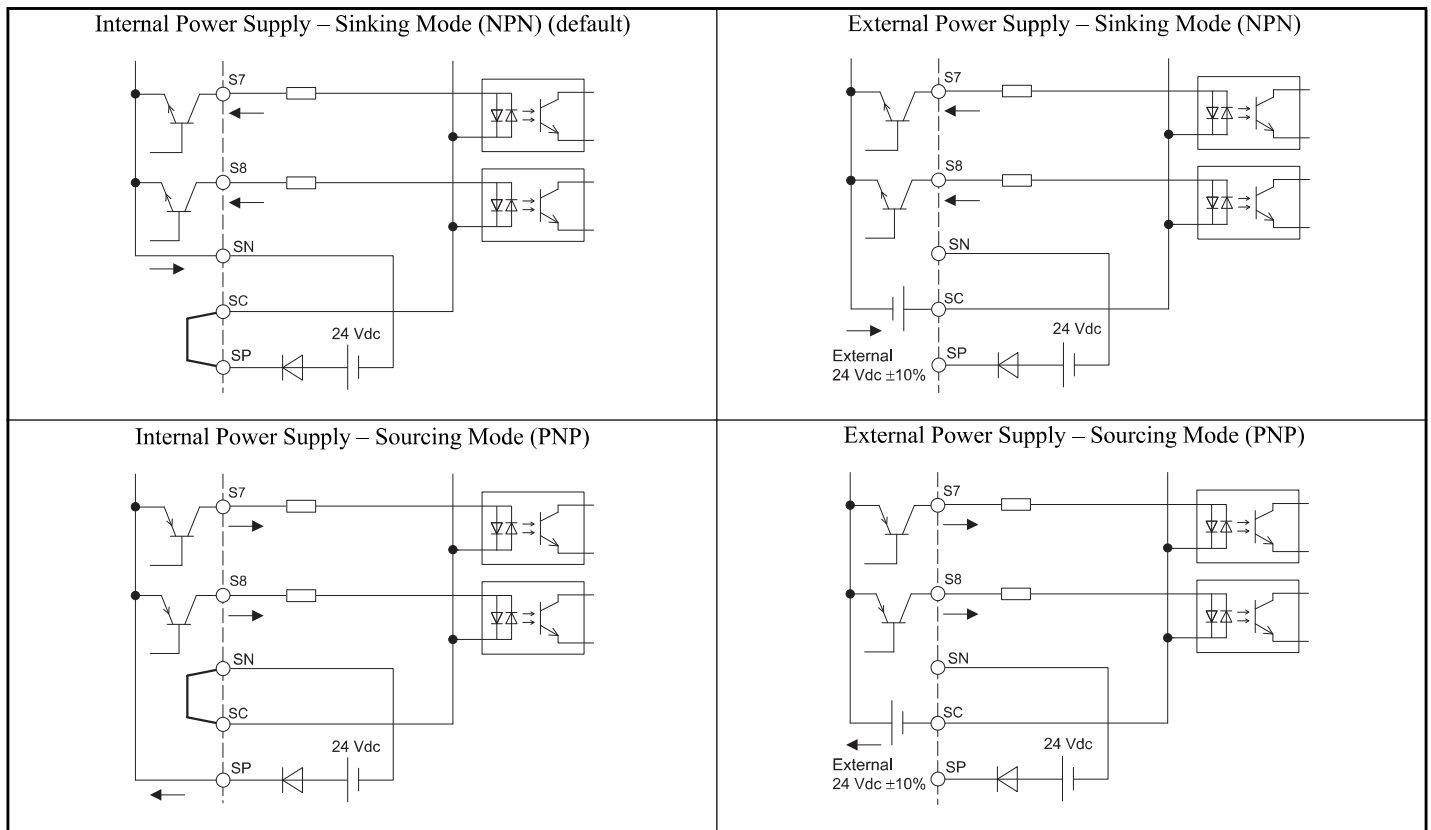 Internal Power Supply – Sinking Mode (NPN) (default)
S7
S8
SN
SC
24 Vdc
SP
External Power Supply – Sinking Mode (NPN)
S7
S8
SN
SC
24 Vdc
External
24 Vdc ±10%
SP
Internal Power Supply – Sourcing Mode (PNP)
S7
S8
SN
SC
24 Vdc
SP
External Power Supply – Sourcing Mode (PNP)
S7
S8
SN
SC
24 Vdc
External
24 Vdc ±10%
SP